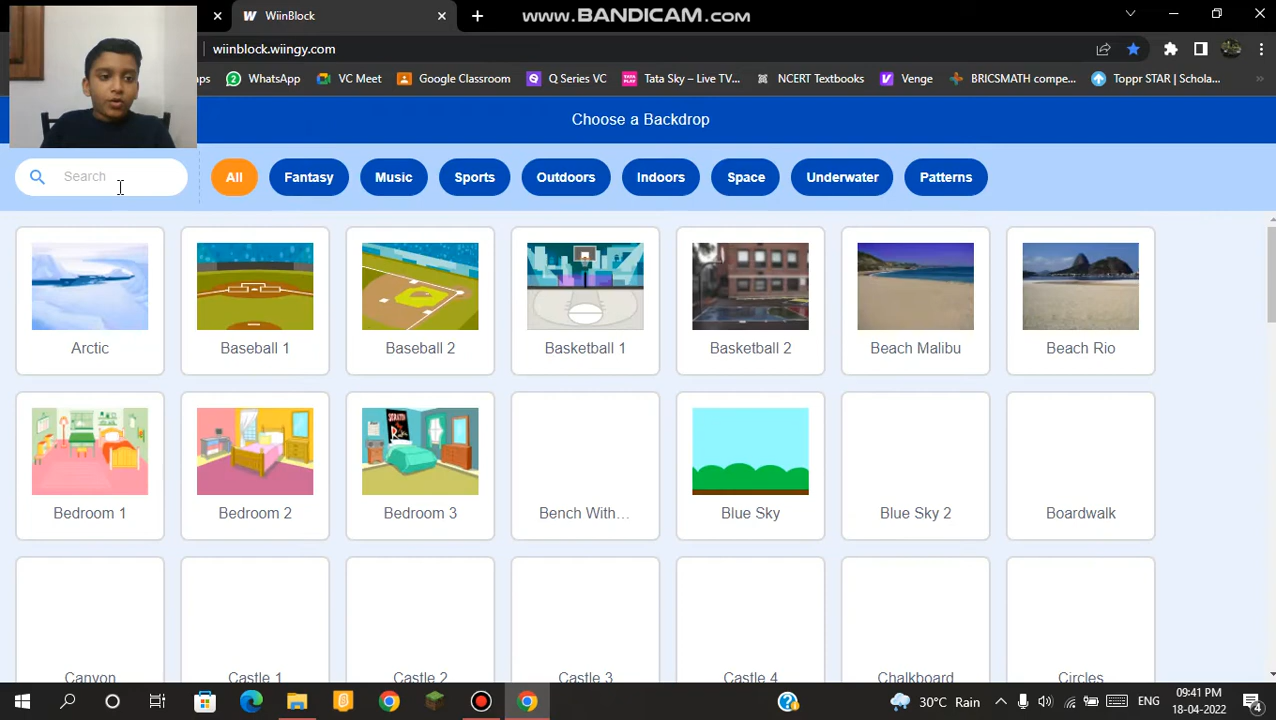 WiinBlock
www.BANDICAM.com
wiinblock.wiingy.com
aps
WhatsApp
VC Meet
Google Classroom
Q Series VC
Tata Sky – Live TV...
NCERT Textbooks
Venge
BRICSMATH compe...
Toppr STAR | Schola...
»
Choose a Backdrop
Search
All
Fantasy
Music
Sports
Outdoors
Indoors
Space
Underwater
Patterns
Arctic
Baseball 1
Baseball 2
Basketball 1
Basketball 2
Beach Malibu
Beach Rio
Bedroom 1
Bedroom 2
Bedroom 3
Bench With...
Blue Sky
Blue Sky 2
Boardwalk
Canyon
Castle 1
Castle 2
Castle 3
Castle 4
Chalkboard
Circles
30°C Rain
ENG
09:41 PM
18-04-2022
4